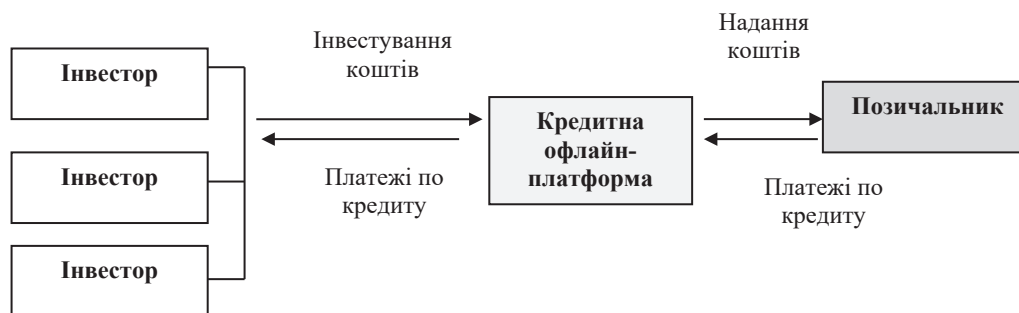 Інвестор
Інвестор
Інвестор
Інвестування
коштів
Платежі по
кредиту
Кредитна
офлайн-
платформа
Надання
коштів
Платежі по
кредиту
Позичальник